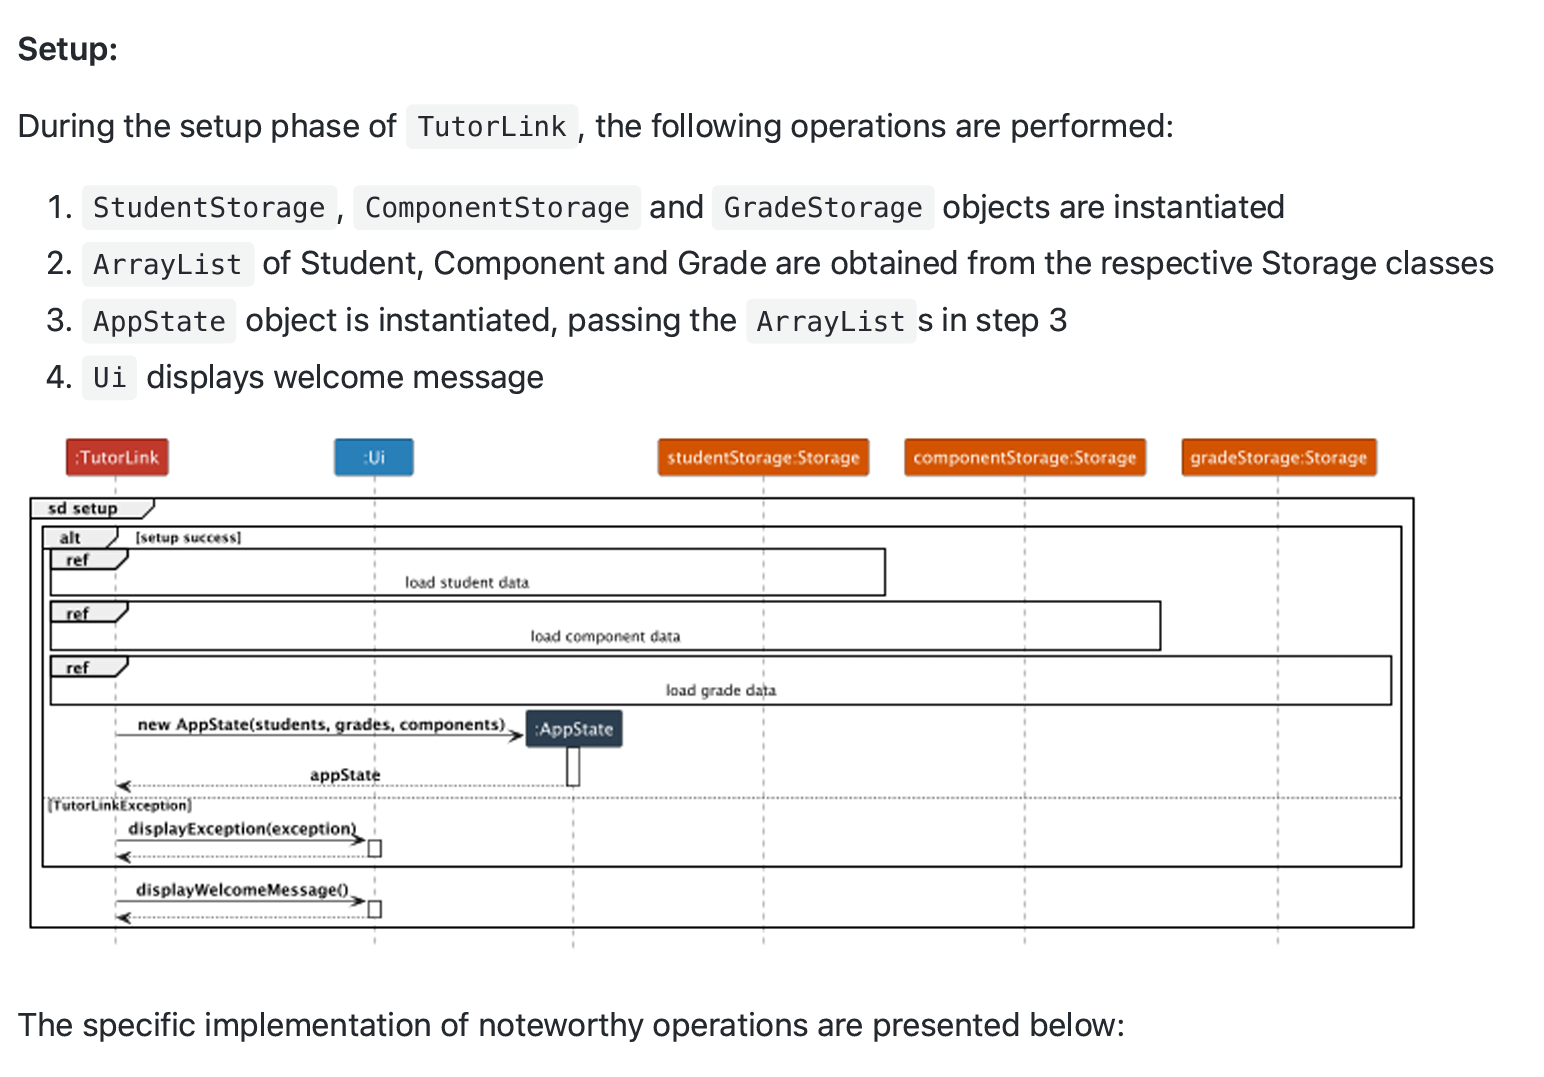 Setup:
During the setup phase of TutorLink, the following operations are performed:
1. StudentStorage, ComponentStorage and GradeStorage objects are instantiated
2. ArrayList of Student, Component and Grade are obtained from the respective Storage classes
3. AppState object is instantiated, passing the ArrayLists in step 3
4. Ui displays welcome message
:TutorLink :Ui studentStorage:Storage componentStorage:Storage gradeStorage:Storage
sd setup
alt [setup success]
ref
load student data
ref
load component data
ref
load grade data
new AppState(students, grades, components) :AppState
appState
[TutorLinkException]
displayException(exception)
displayWelcomeMessage()
The specific implementation of noteworthy operations are presented below: